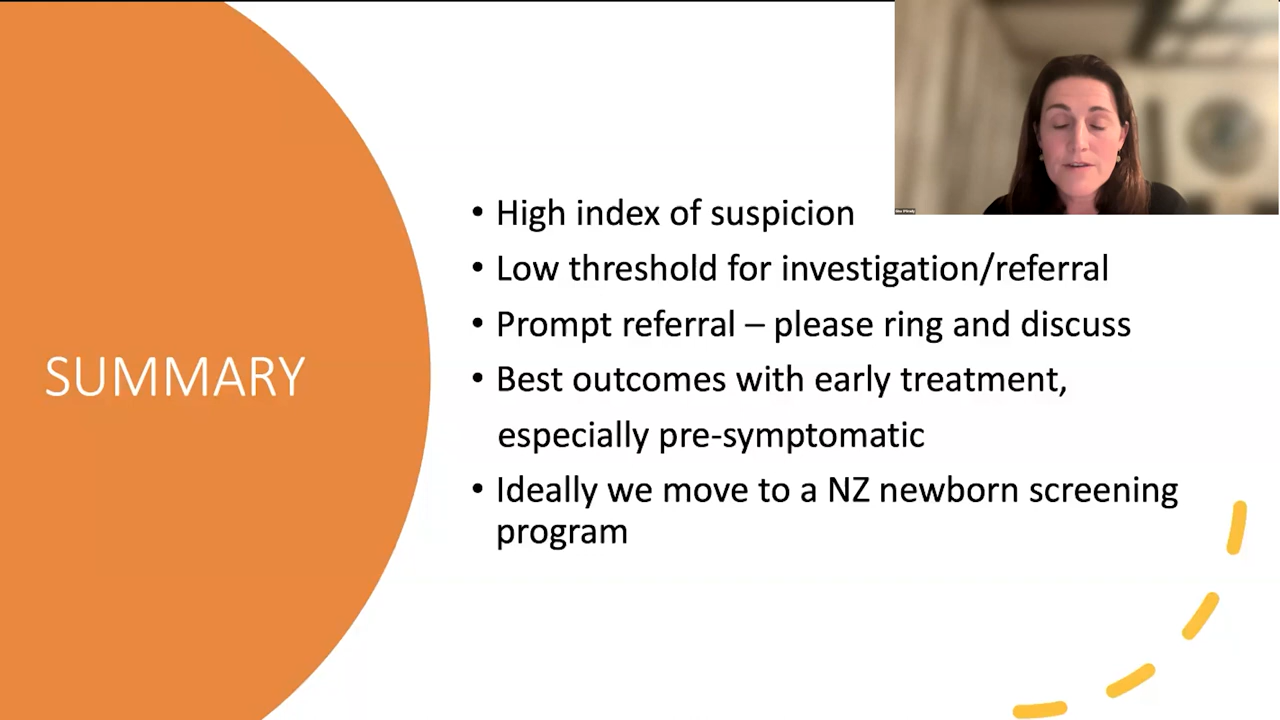 High index of suspicion
Low threshold for investigation/referral
Prompt referral – please ring and discuss
SUMMARY
Best outcomes with early treatment,
especially pre-symptomatic
Ideally we move to a NZ newborn screening
program